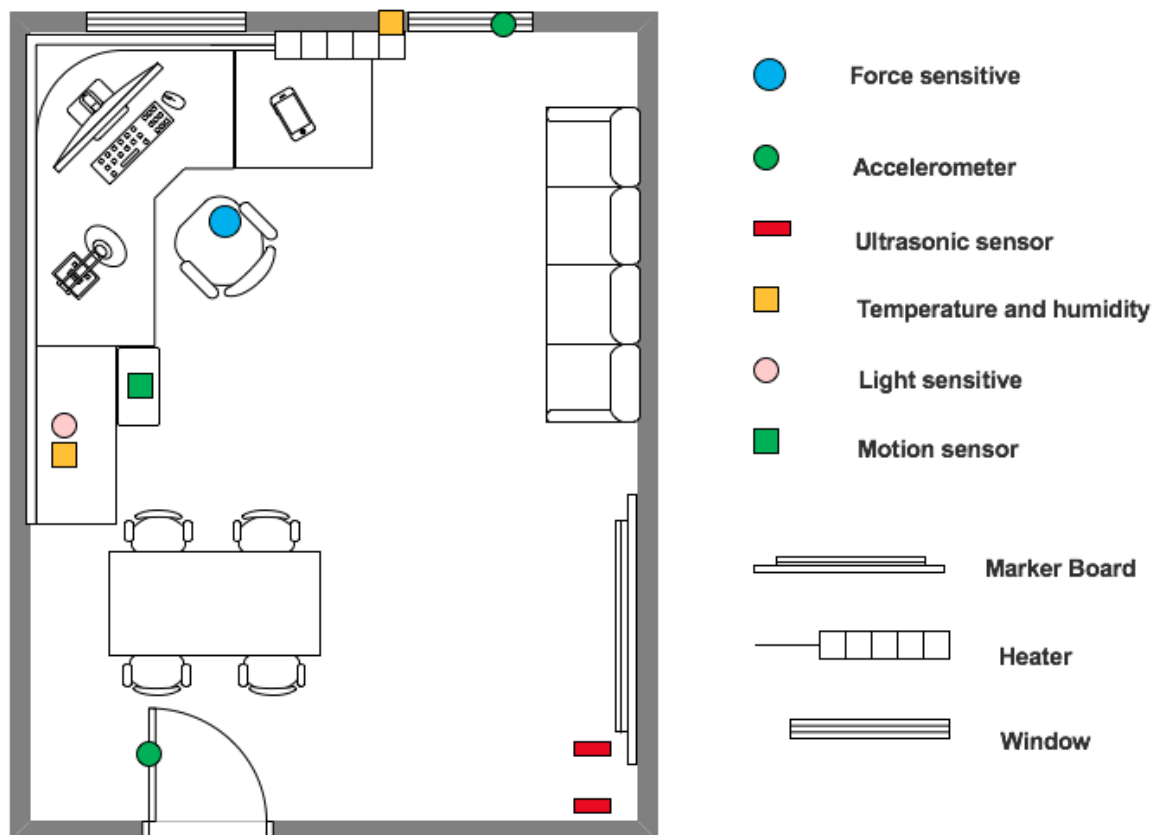 Force sensitive
Accelerometer
Ultrasonic sensor
Temperature and humidity
Light sensitive
Motion sensor
Marker Board
Heater
Window